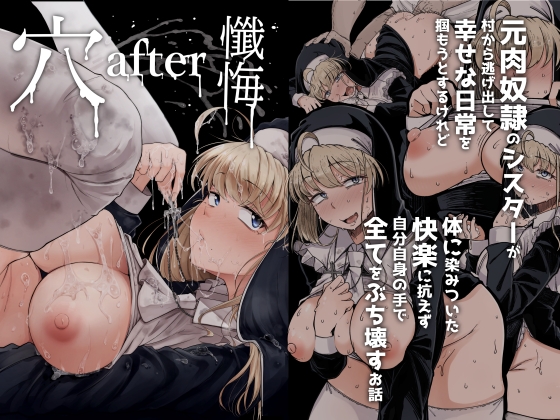 懺悔
穴
after
元肉奴隷のシスターが
村から逃げ出して
幸せな日常を
掴もうとするけれど
体に染みついた
快楽に抗えず
自分自身の手で
全てをぶち壊すお話